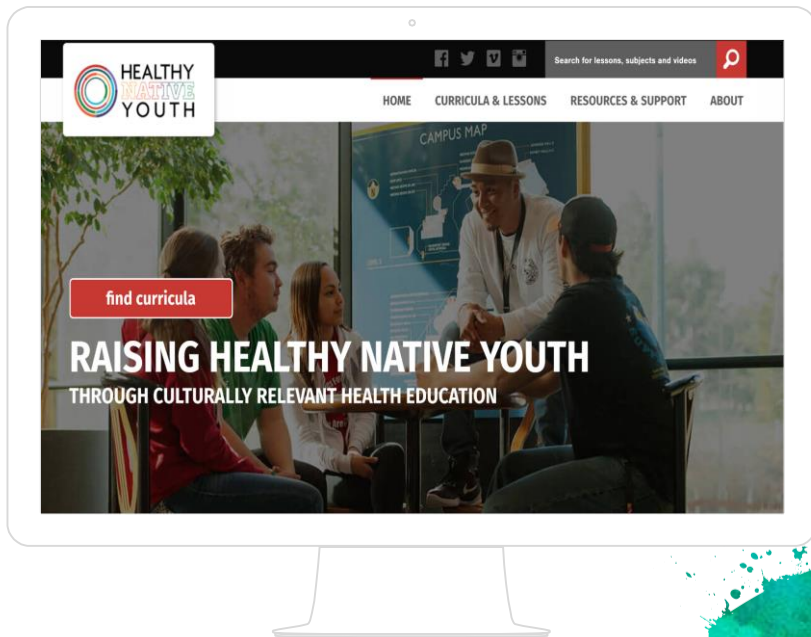 HEALTHY
NATIVE
YOUTH
Search for lessons, subjects and videos
HOME CURRICULA & LESSONS RESOURCES & SUPPORT ABOUT
CAMPUS MAP
find curricula
RAISING HEALTHY NATIVE YOUTH
THROUGH CULTURALLY RELEVANT HEALTH EDUCATION